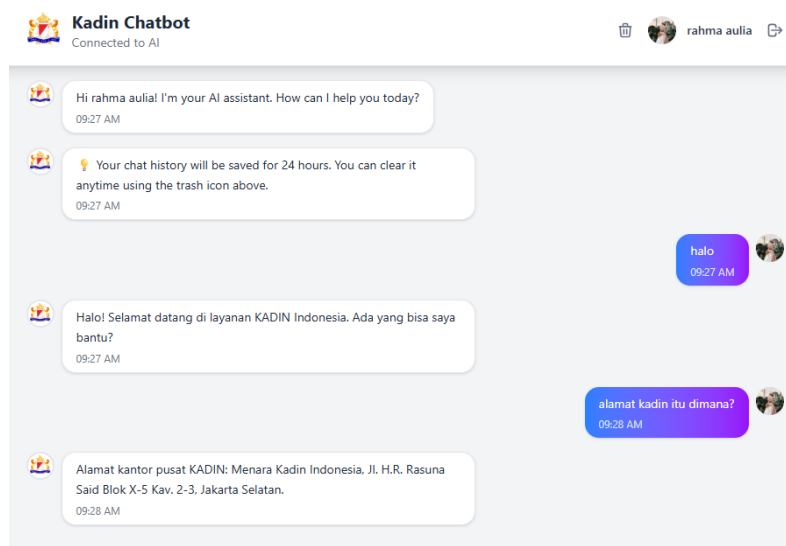 Kadin Chatbot
Connected to AI
rahma aulia
Hi rahma aulia! I'm your AI assistant. How can I help you today?
09:27 AM
💡 Your chat history will be saved for 24 hours. You can clear it
anytime using the trash icon above.
09:27 AM
halo
09:27 AM
Halo! Selamat datang di layanan KADIN Indonesia. Ada yang bisa saya
bantu?
09:27 AM
alamat kadin itu dimana?
09:28 AM
Alamat kantor pusat KADIN: Menara Kadin Indonesia, Jl. H.R. Rasuna
Said Blok X-5 Kav. 2-3, Jakarta Selatan.
09:28 AM